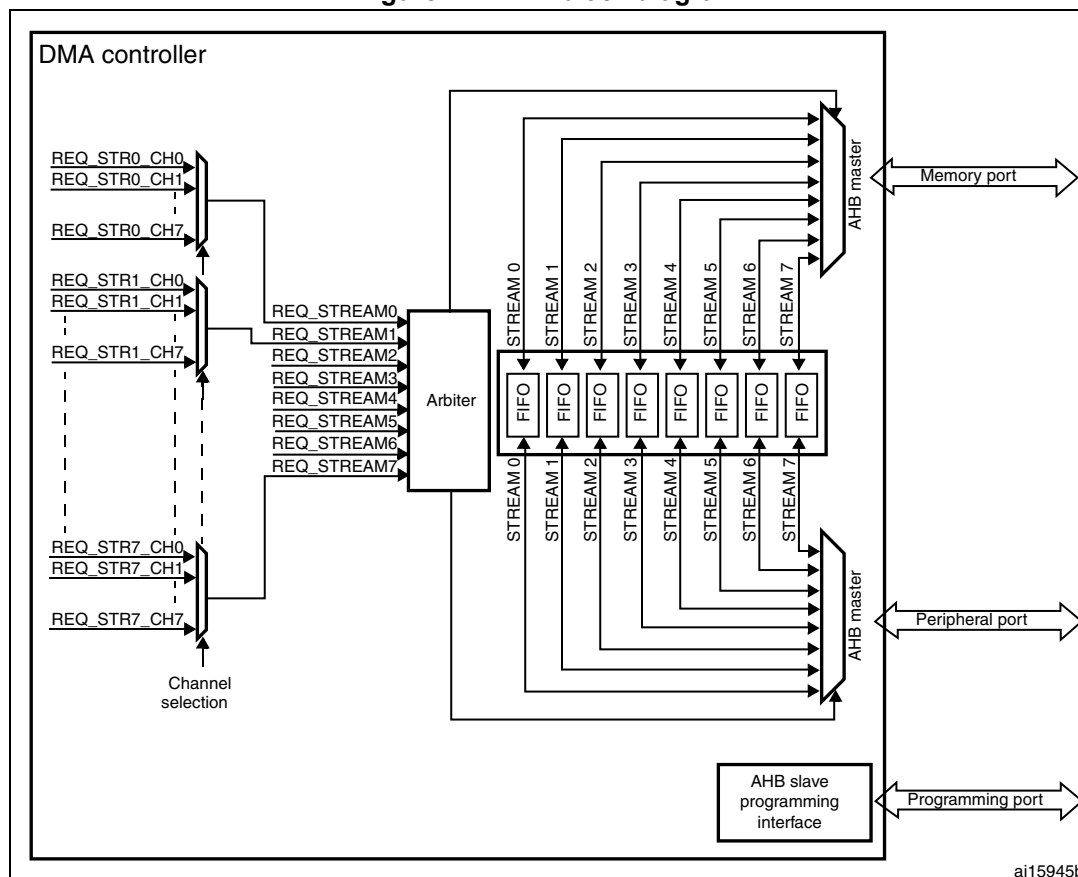 DMA controller
REQ_STR0_CH0
REQ_STR0_CH1
REQ_STR0_CH7
REQ_STR1_CH0
REQ_STR1_CH1
REQ_STR1_CH7
REQ_STR7_CH0
REQ_STR7_CH1
REQ_STR7_CH7
Channel
selection
REQ_STREAM0
REQ_STREAM1
REQ_STREAM2
REQ_STREAM3
REQ_STREAM4
REQ_STREAM5
REQ_STREAM6
REQ_STREAM7
Arbiter
STREAM 0
STREAM 1
STREAM 2
STREAM 3
STREAM 4
STREAM 5
STREAM 6
STREAM 7
FIFO
FIFO
FIFO
FIFO
FIFO
FIFO
FIFO
FIFO
STREAM 0
STREAM 1
STREAM 2
STREAM 3
STREAM 4
STREAM 5
STREAM 6
STREAM 7
AHB master
Memory port
AHB master
Peripheral port
AHB slave
programming
interface
Programming port
ai15945b